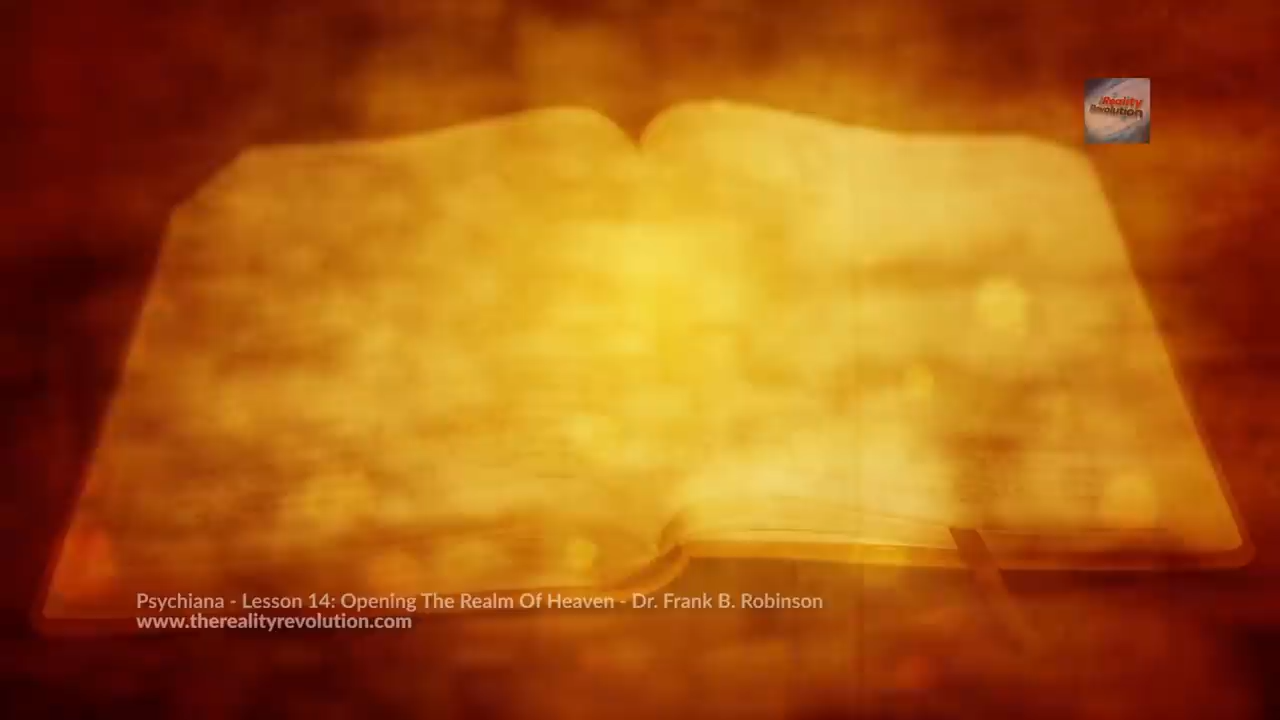 Reality
Revolution
Psychiana - Lesson 14: Opening The Realm Of Heaven - Dr. Frank B. Robinson
www.therealityrevolution.com